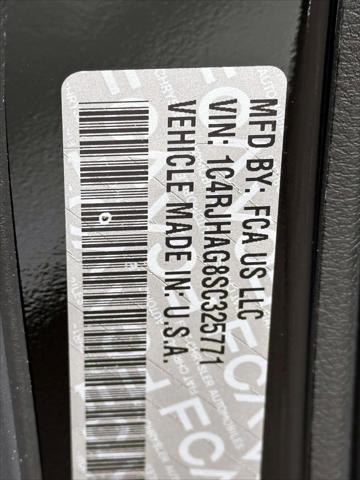 MFD BY: FCA US LLC
VIN: 1C4RJHAG8SC325771
VEHICLE MADE IN U.S.A.